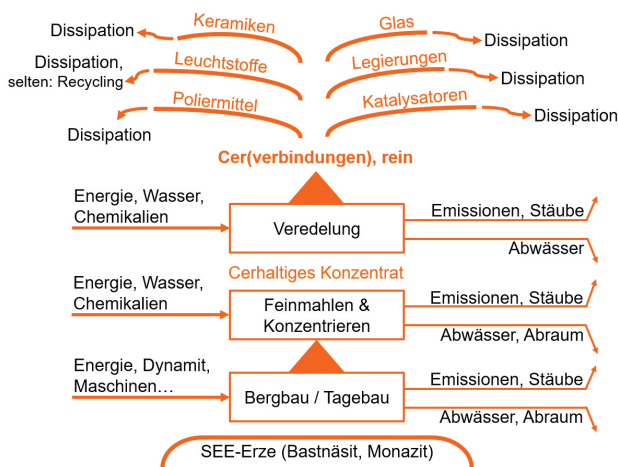 Keramiken
Glas
Dissipation
Dissipation
Dissipation,
selten: Recycling
Leuchtstoffe
Legierungen
Dissipation
Poliermittel
Katalysatoren
Dissipation
Dissipation
Cer(verbindungen), rein
Energie, Wasser,
Chemikalien
Veredelung
Emissionen, Stäube
Abwässer
Cerhaltiges Konzentrat
Energie, Wasser,
Chemikalien
Feinmahlen &
Konzentrieren
Emissionen, Stäube
Abwässer, Abraum
Energie, Dynamit,
Maschinen…
Bergbau / Tagebau
Emissionen, Stäube
Abwässer, Abraum
SEE-Erze (Bastnäsit, Monazit)